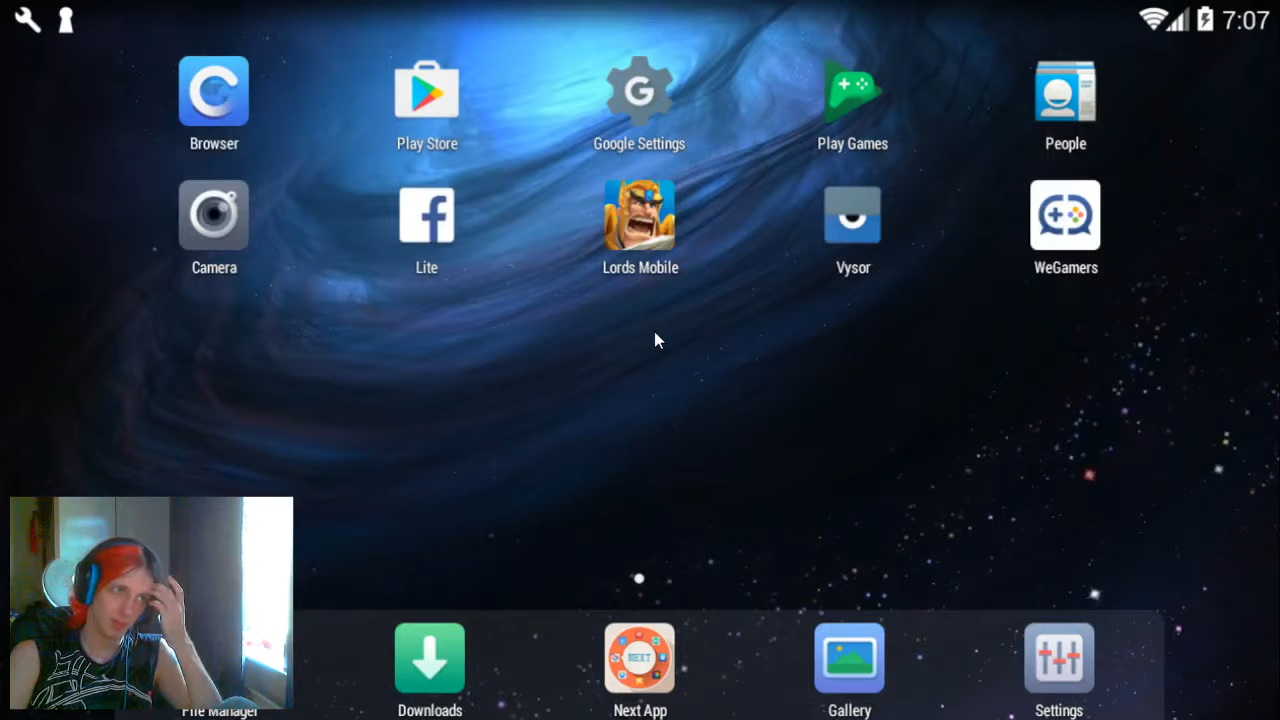 7:07
Browser
Play Store
Google Settings
Play Games
People
Camera
Lite
Lords Mobile
Vysor
WeGamers
NEXT
File Manager
Downloads
Next App
Gallery
Settings